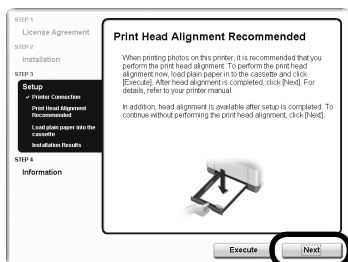 STEP 1
License Agreement
STEP 2
Installation
STEP 3
Setup
Printer Connection
Print Head Alignment
Recommended
Load plain paper into the
cassette
Installation Results
STEP 4
Information
Print Head Alignment Recommended
When printing photos on this printer, it is recommended that you
perform the print head alignment. To perform the print head
alignment now, load plain paper in to the cassette and click
[Execute]. After head alignment is completed, click [Next]. For
details, refer to your printer manual.
In addition, head alignment is available after setup is completed. To
continue without performing the print head alignment, click [Next].
Execute
Next